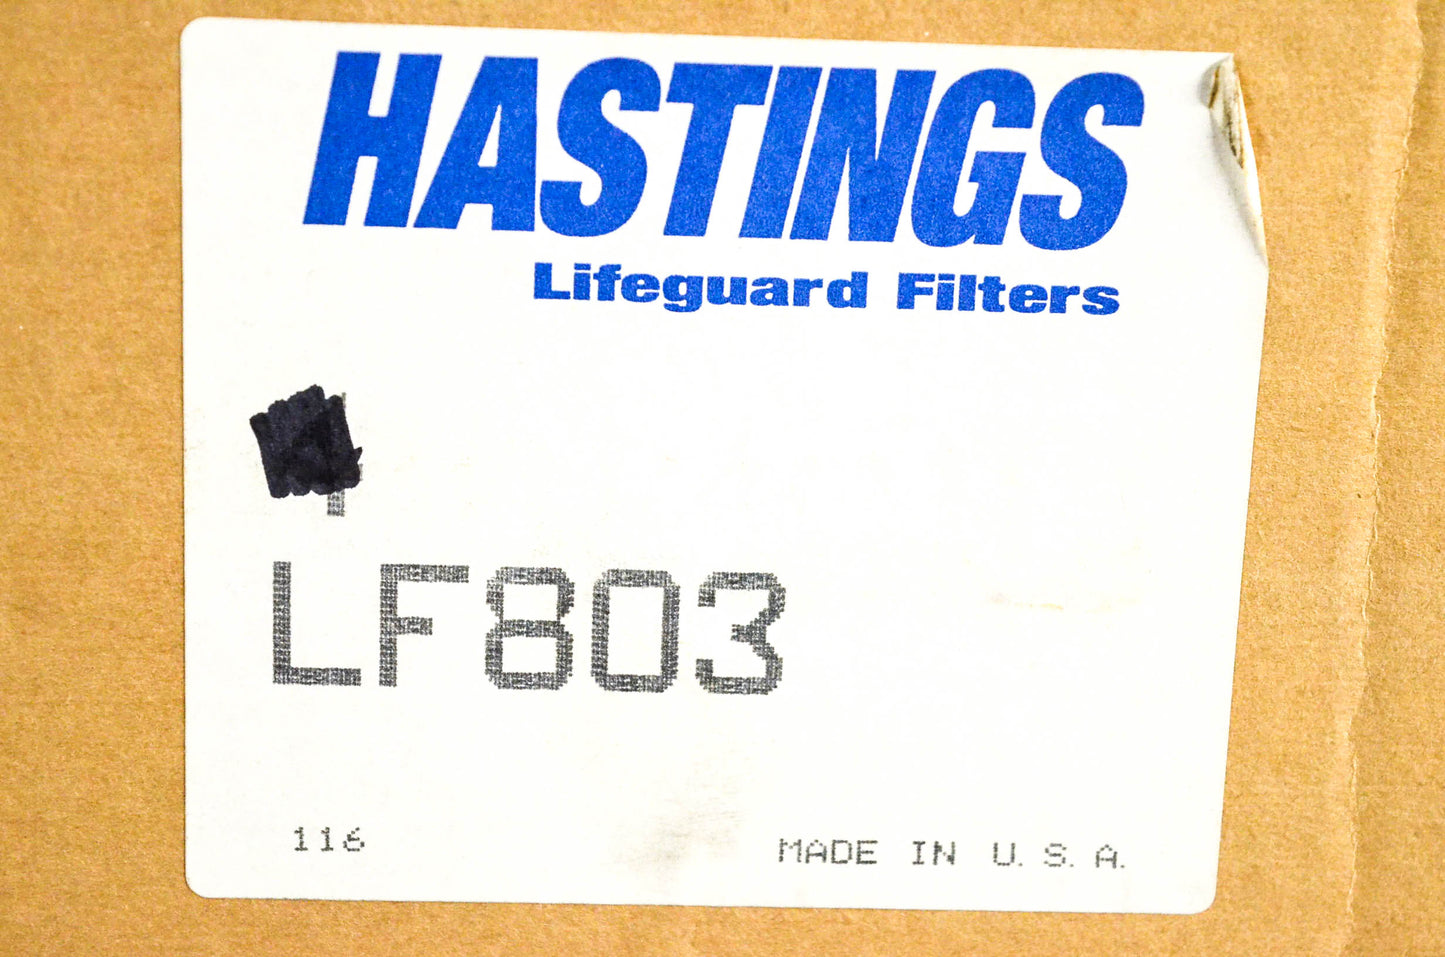 HASTINGS
Lifeguard Filters
LF803
116
MADE IN U.S.A.